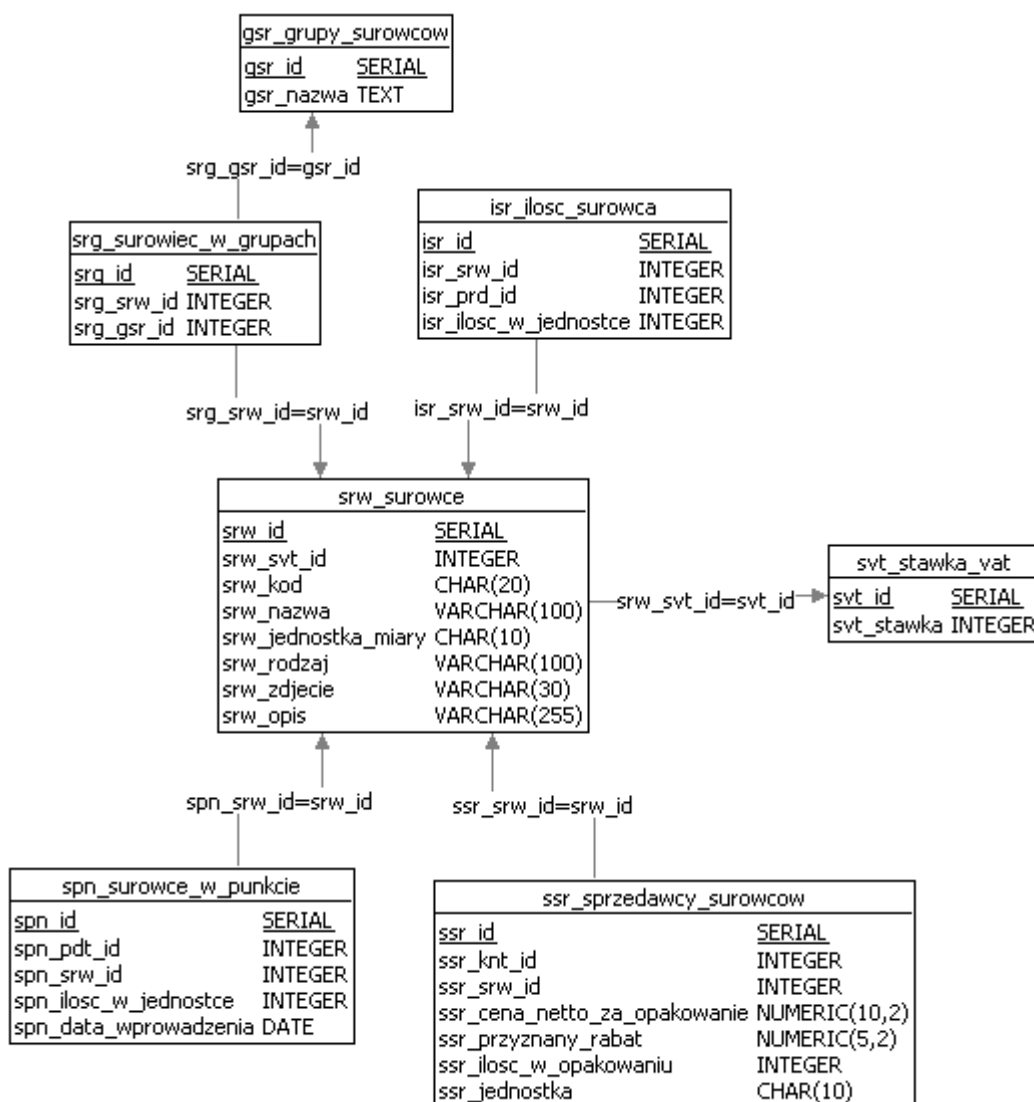 gsr_grupy_surowcow
gsr_id SERIAL
gsr_nazwa TEXT
srg_gsr_id=gsr_id
isr_ilosc_surowca
isr_id SERIAL
isr_srw_id INTEGER
isr_prd_id INTEGER
isr_ilosc_w_jednostce INTEGER
srg_surowiec_w_grupach
srg_id SERIAL
srg_srw_id INTEGER
srg_gsr_id INTEGER
srg_srw_id=srw_id
isr_srw_id=srw_id
srw_surowce
srw_id SERIAL
srw_svt_id INTEGER
srw_kod CHAR(20)
srw_nazwa VARCHAR(100)
srw_jednostka_miary CHAR(10)
srw_rodzaj VARCHAR(100)
srw_zdjecie VARCHAR(30)
srw_opis VARCHAR(255)
srw_svt_id=svt_id
svt_stawka_vat
svt_id SERIAL
svt_stawka INTEGER
spn_srw_id=srw_id
ssr_srw_id=srw_id
spn_surowce_w_punkcie
spn_id SERIAL
spn_pdt_id INTEGER
spn_srw_id INTEGER
spn_ilosc_w_jednostce INTEGER
spn_data_wprowadzenia DATE
ssr_sprzedawcy_surowcow
ssr_id SERIAL
ssr_knt_id INTEGER
ssr_srw_id INTEGER
ssr_cena_netto_za_opakowanie NUMERIC(10,2)
ssr_przyznany_rabat NUMERIC(5,2)
ssr_ilosc_w_opakowaniu INTEGER
ssr_jednostka CHAR(10)